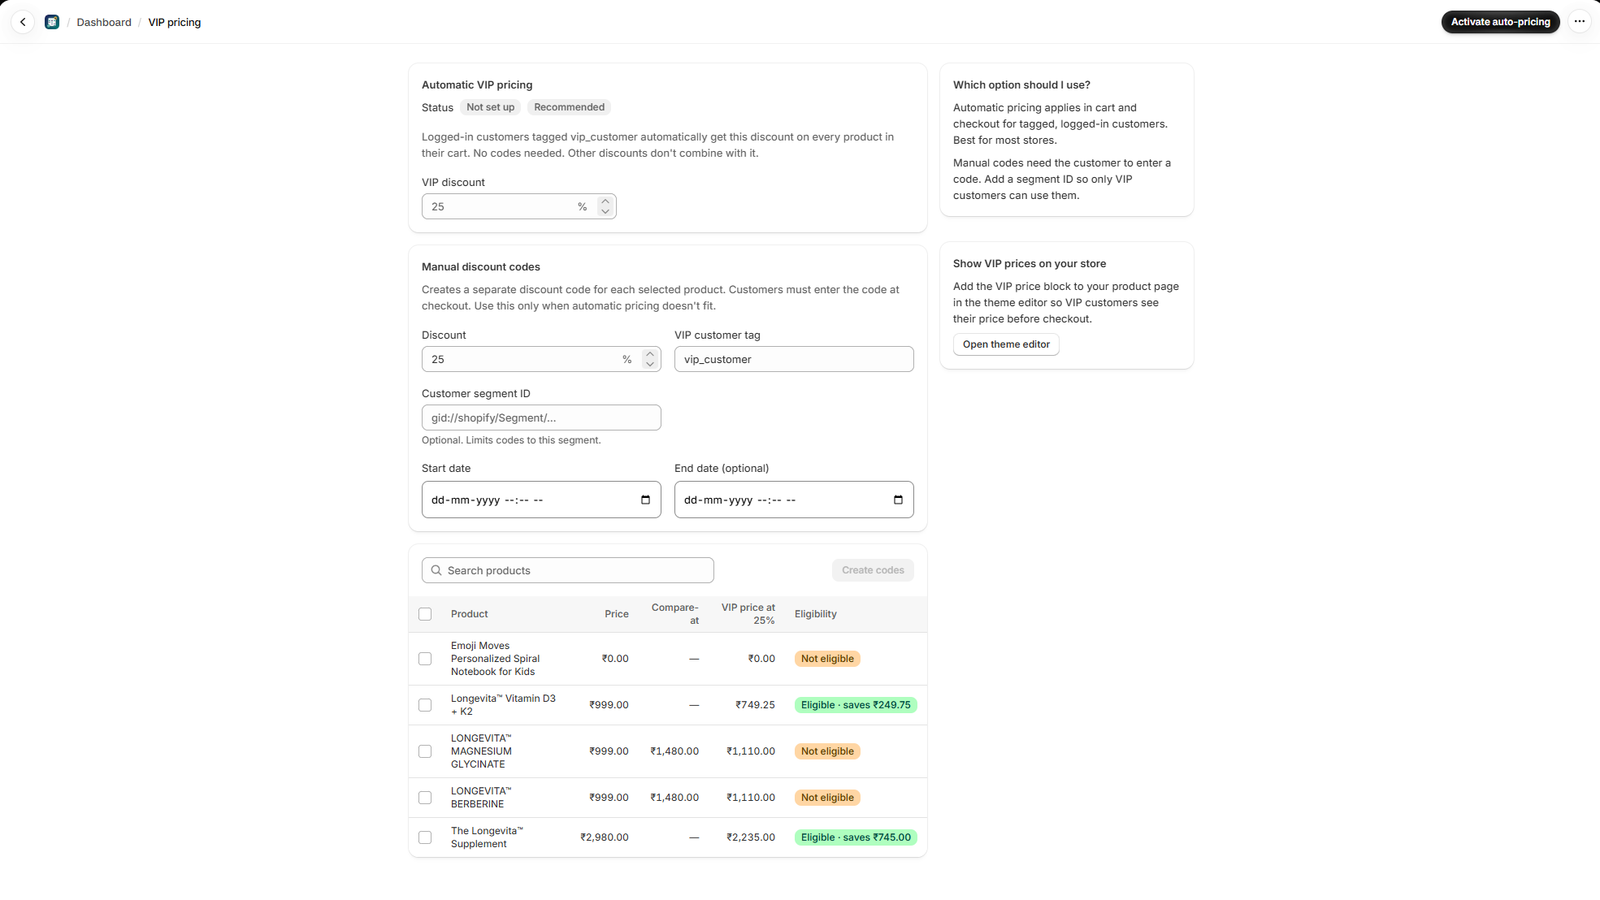 / Dashboard / VIP pricing
Activate auto-pricing
Automatic VIP pricing
Status Not set up Recommended
Logged-in customers tagged vip_customer automatically get this discount on every product in
their cart. No codes needed. Other discounts don't combine with it.
VIP discount
25 %
Manual discount codes
Creates a separate discount code for each selected product. Customers must enter the code at
checkout. Use this only when automatic pricing doesn't fit.
Discount
25 %
VIP customer tag
vip_customer
Customer segment ID
gid://shopify/Segment/...
Optional. Limits codes to this segment.
Start date
dd-mm-yyyy --:-- --
End date (optional)
dd-mm-yyyy --:-- --
Search products
Create codes
Product Price Compare-at VIP price at 25% Eligibility
Emoji Moves
Personalized Spiral
Notebook for Kids
₹0.00 — ₹0.00 Not eligible
Longevita™ Vitamin D3
+ K2
₹999.00 — ₹749.25 Eligible · saves ₹249.75
LONGEVITA™
MAGNESIUM
GLYCINATE
₹999.00 ₹1,480.00 ₹1,110.00 Not eligible
LONGEVITA™
BERBERINE
₹999.00 ₹1,480.00 ₹1,110.00 Not eligible
The Longevita™
Supplement
₹2,980.00 — ₹2,235.00 Eligible · saves ₹745.00
Which option should I use?
Automatic pricing applies in cart and
checkout for tagged, logged-in customers.
Best for most stores.
Manual codes need the customer to enter a
code. Add a segment ID so only VIP
customers can use them.
Show VIP prices on your store
Add the VIP price block to your product page
in the theme editor so VIP customers see
their price before checkout.
Open theme editor